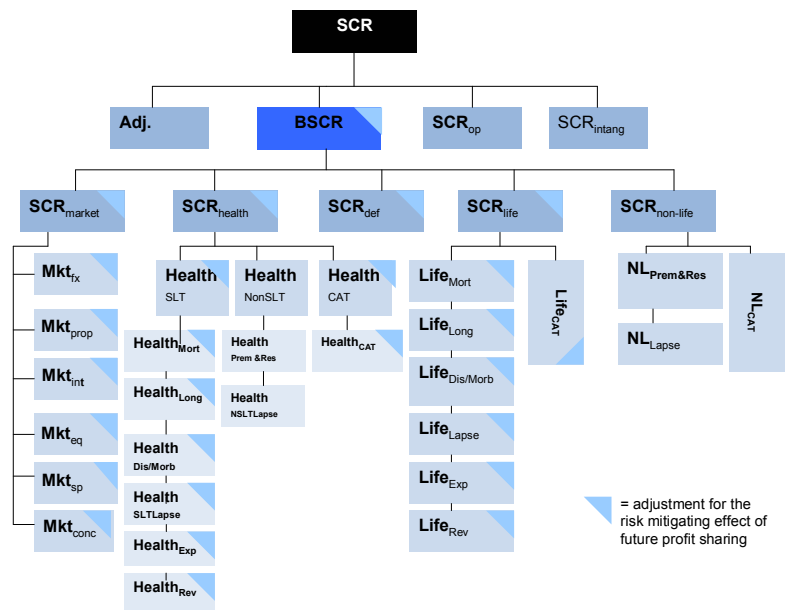 SCR
Adj.
BSCR
SCRop
SCRintang
SCRmarket
SCRhealth
SCRdef
SCRlife
SCRnon-life
Mktfx
Mktprop
Mktint
Mkteq
Mktsp
Mktconc
Health
SLT
HealthMort
HealthLong
Health
Dis/Morb
Health
SLTLapse
HealthExp
HealthRev
Health
NonSLT
Health
Prem &Res
Health
NSLTLapse
Health
CAT
HealthCAT
LifeMort
LifeLong
LifeDis/Morb
LifeLapse
LifeExp
LifeRev
LifeCAT
NLPrem&Res
NLLapse
NLCAT
= adjustment for the
risk mitigating effect of
future profit sharing